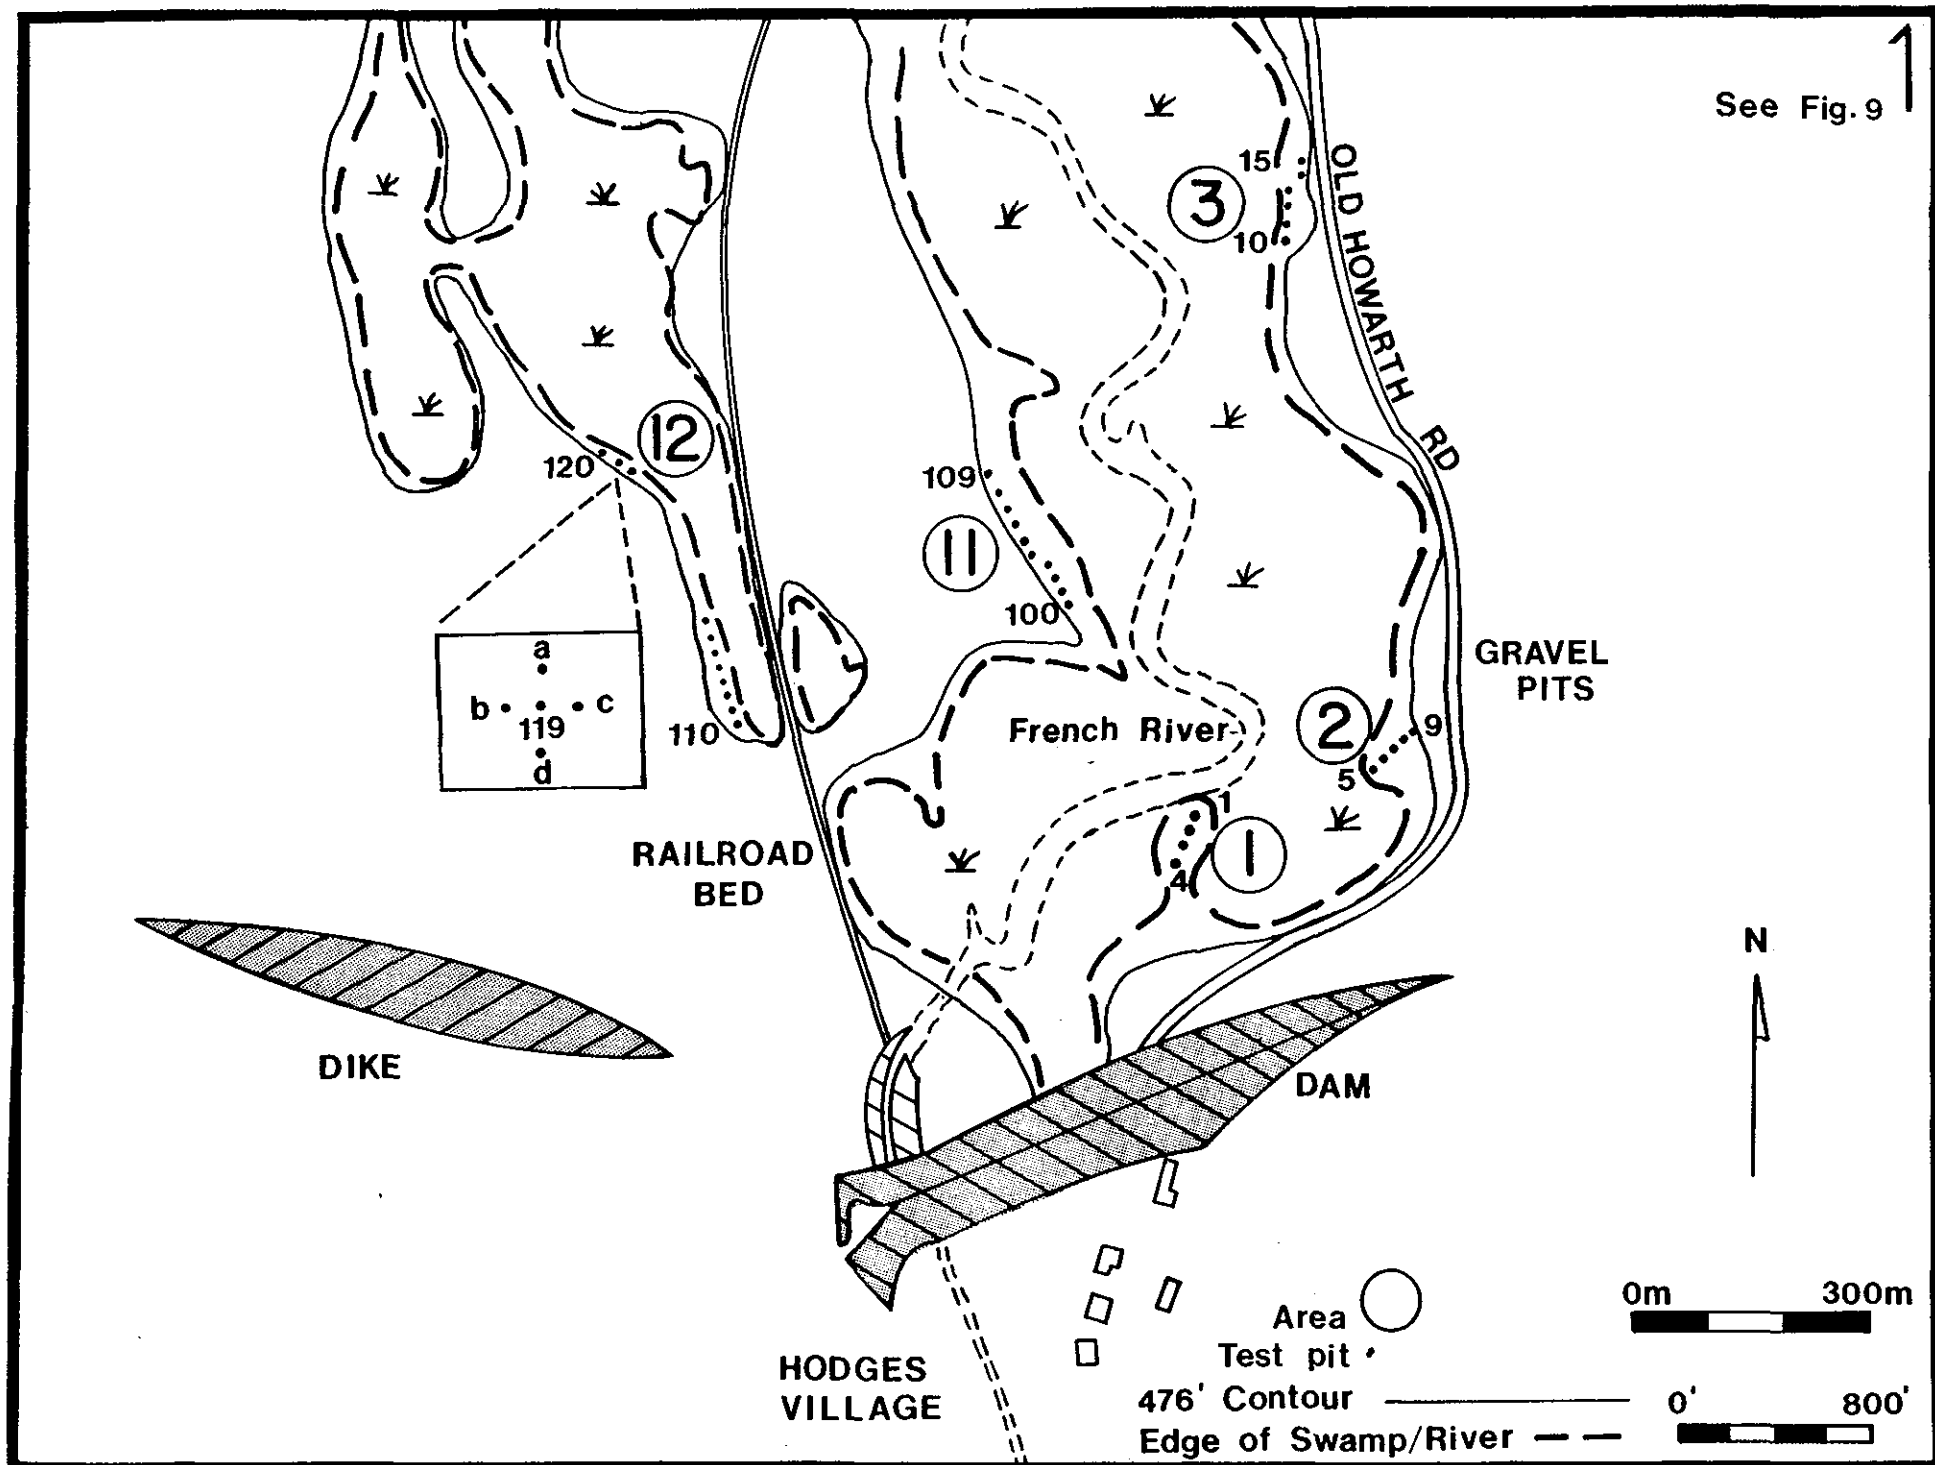 See Fig. 9
15
3
10
OLD HOWARTH RD
12
120
109
11
100
GRAVEL
PITS
a
b
c
119
d
110
French River
2
9
5
1
1
4
RAILROAD
BED
N
DIKE
DAM
0m 300m
Area
Test pit
HODGES
VILLAGE
476' Contour
0' 800'
Edge of Swamp/River